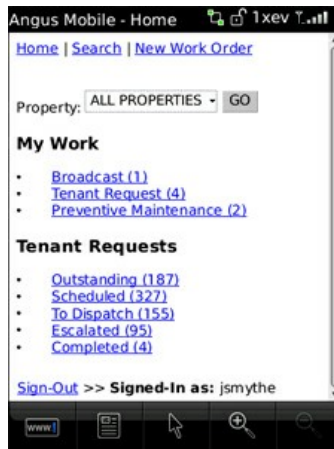 Angus Mobile - Home 1xev
Home | Search | New Work Order
Property: ALL PROPERTIES GO
My Work
• Broadcast (1)
• Tenant Request (4)
• Preventive Maintenance (2)
Tenant Requests
• Outstanding (187)
• Scheduled (327)
• To Dispatch (155)
• Escalated (95)
• Completed (4)
Sign-Out >> Signed-In as: jsmythe
www.